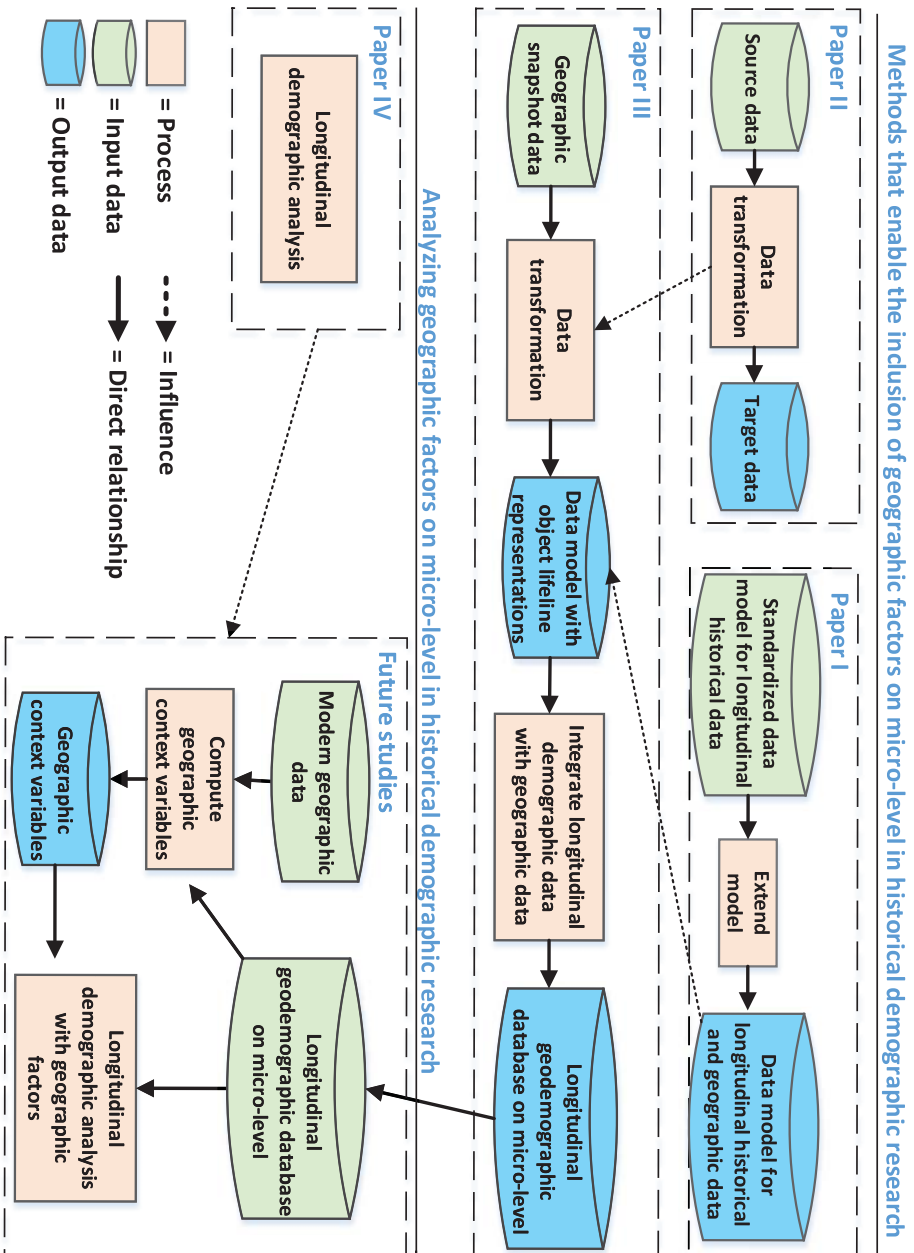 Methods that enable the inclusion of geographic factors on micro-level in historical demographic research
Paper II
Source data
Data
transformation
Target data
Paper I
Standardized data
model for longitudinal
historical data
Extend
model
Data model for
longitudinal historical
and geographic data
Paper III
Geographic
snapshot data
Data
transformation
Data model with
object lifeline
representations
Integrate longitudinal
demographic data
with geographic data
Longitudinal
geodemographic
database on micro-level
Analyzing geographic factors on micro-level in historical demographic research
Paper IV
Longitudinal
demographic analysis
Future studies
Modern geographic
data
Compute
geographic
context variables
Geographic
context variables
Longitudinal
geodemographic database
on micro-level
Longitudinal
demographic analysis
with geographic
factors
= Process
= Input data
= Output data
= Influence
= Direct relationship